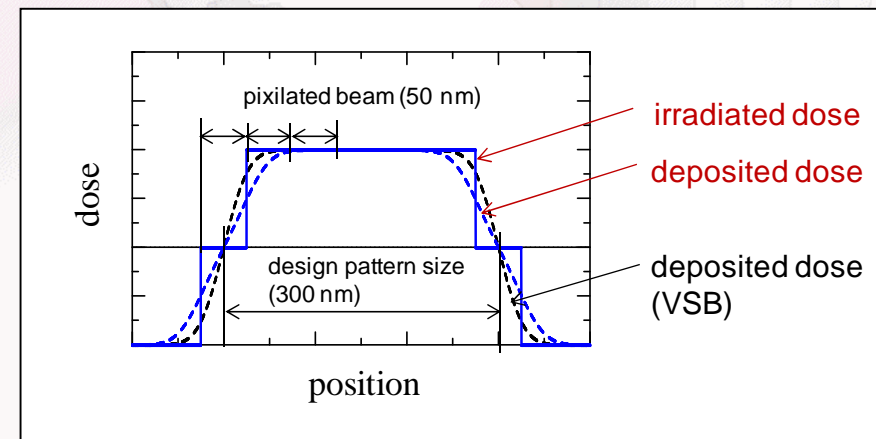 pixilated beam (50 nm)
irradiated dose
deposited dose
dose
design pattern size
(300 nm)
deposited dose
(VSB)
position